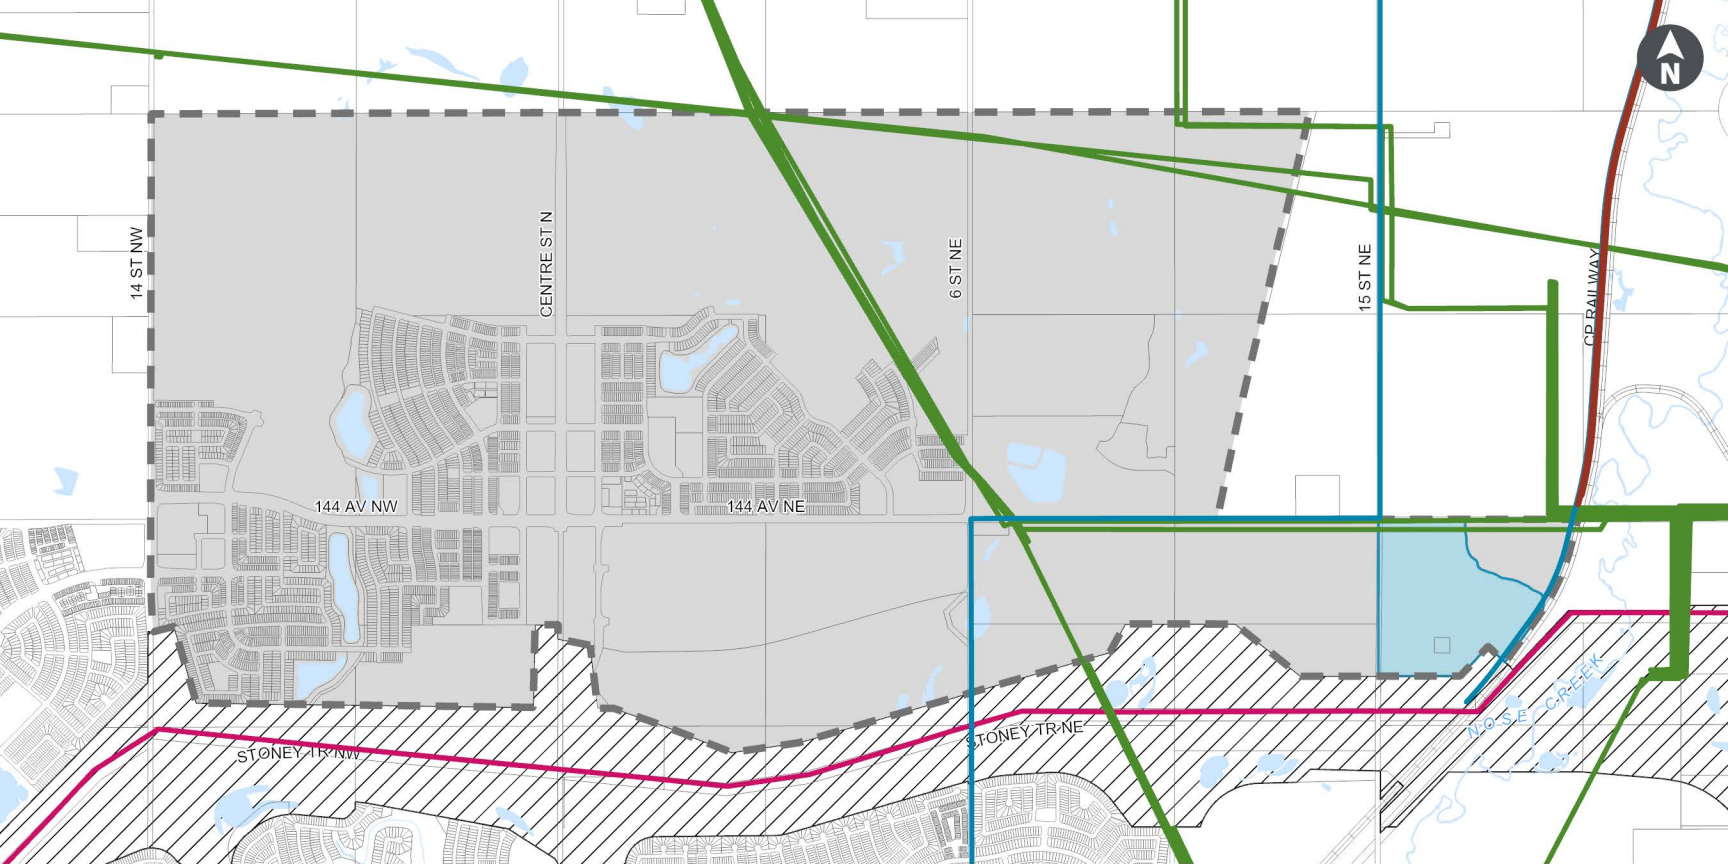 N
14 ST NW
CENTRE ST N
6 ST NE
15 ST NE
CP RAILWAY
144 AV NW
144 AV NE
STONEY TR NW
STONEY TR NE
NOSE CREEK